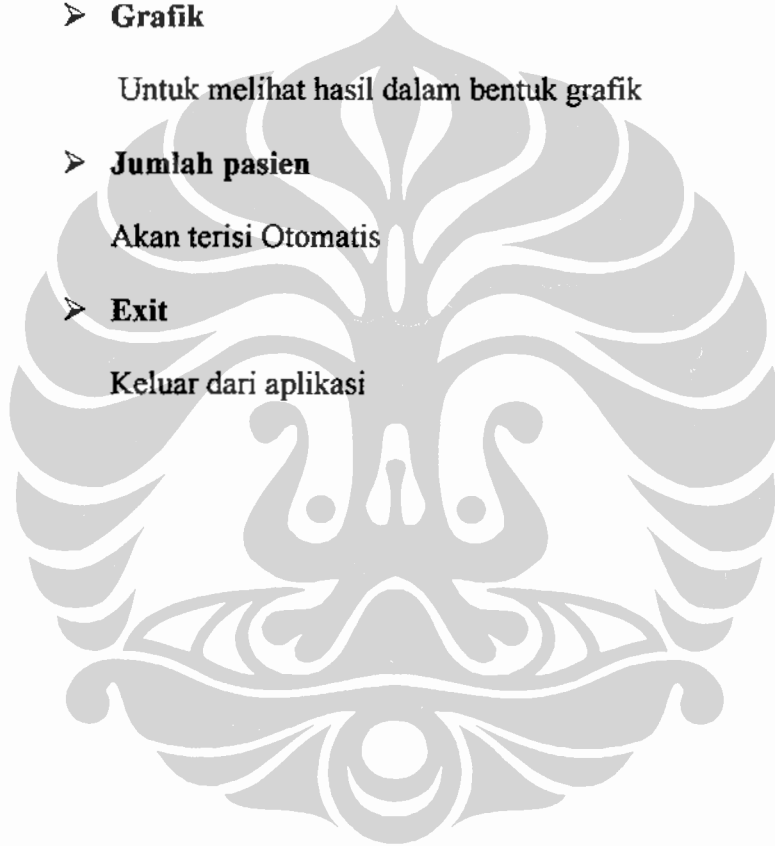 ➢ Grafik
Untuk melihat hasil dalam bentuk grafik
➢ Jumlah pasien
Akan terisi Otomatis
➢ Exit
Keluar dari aplikasi